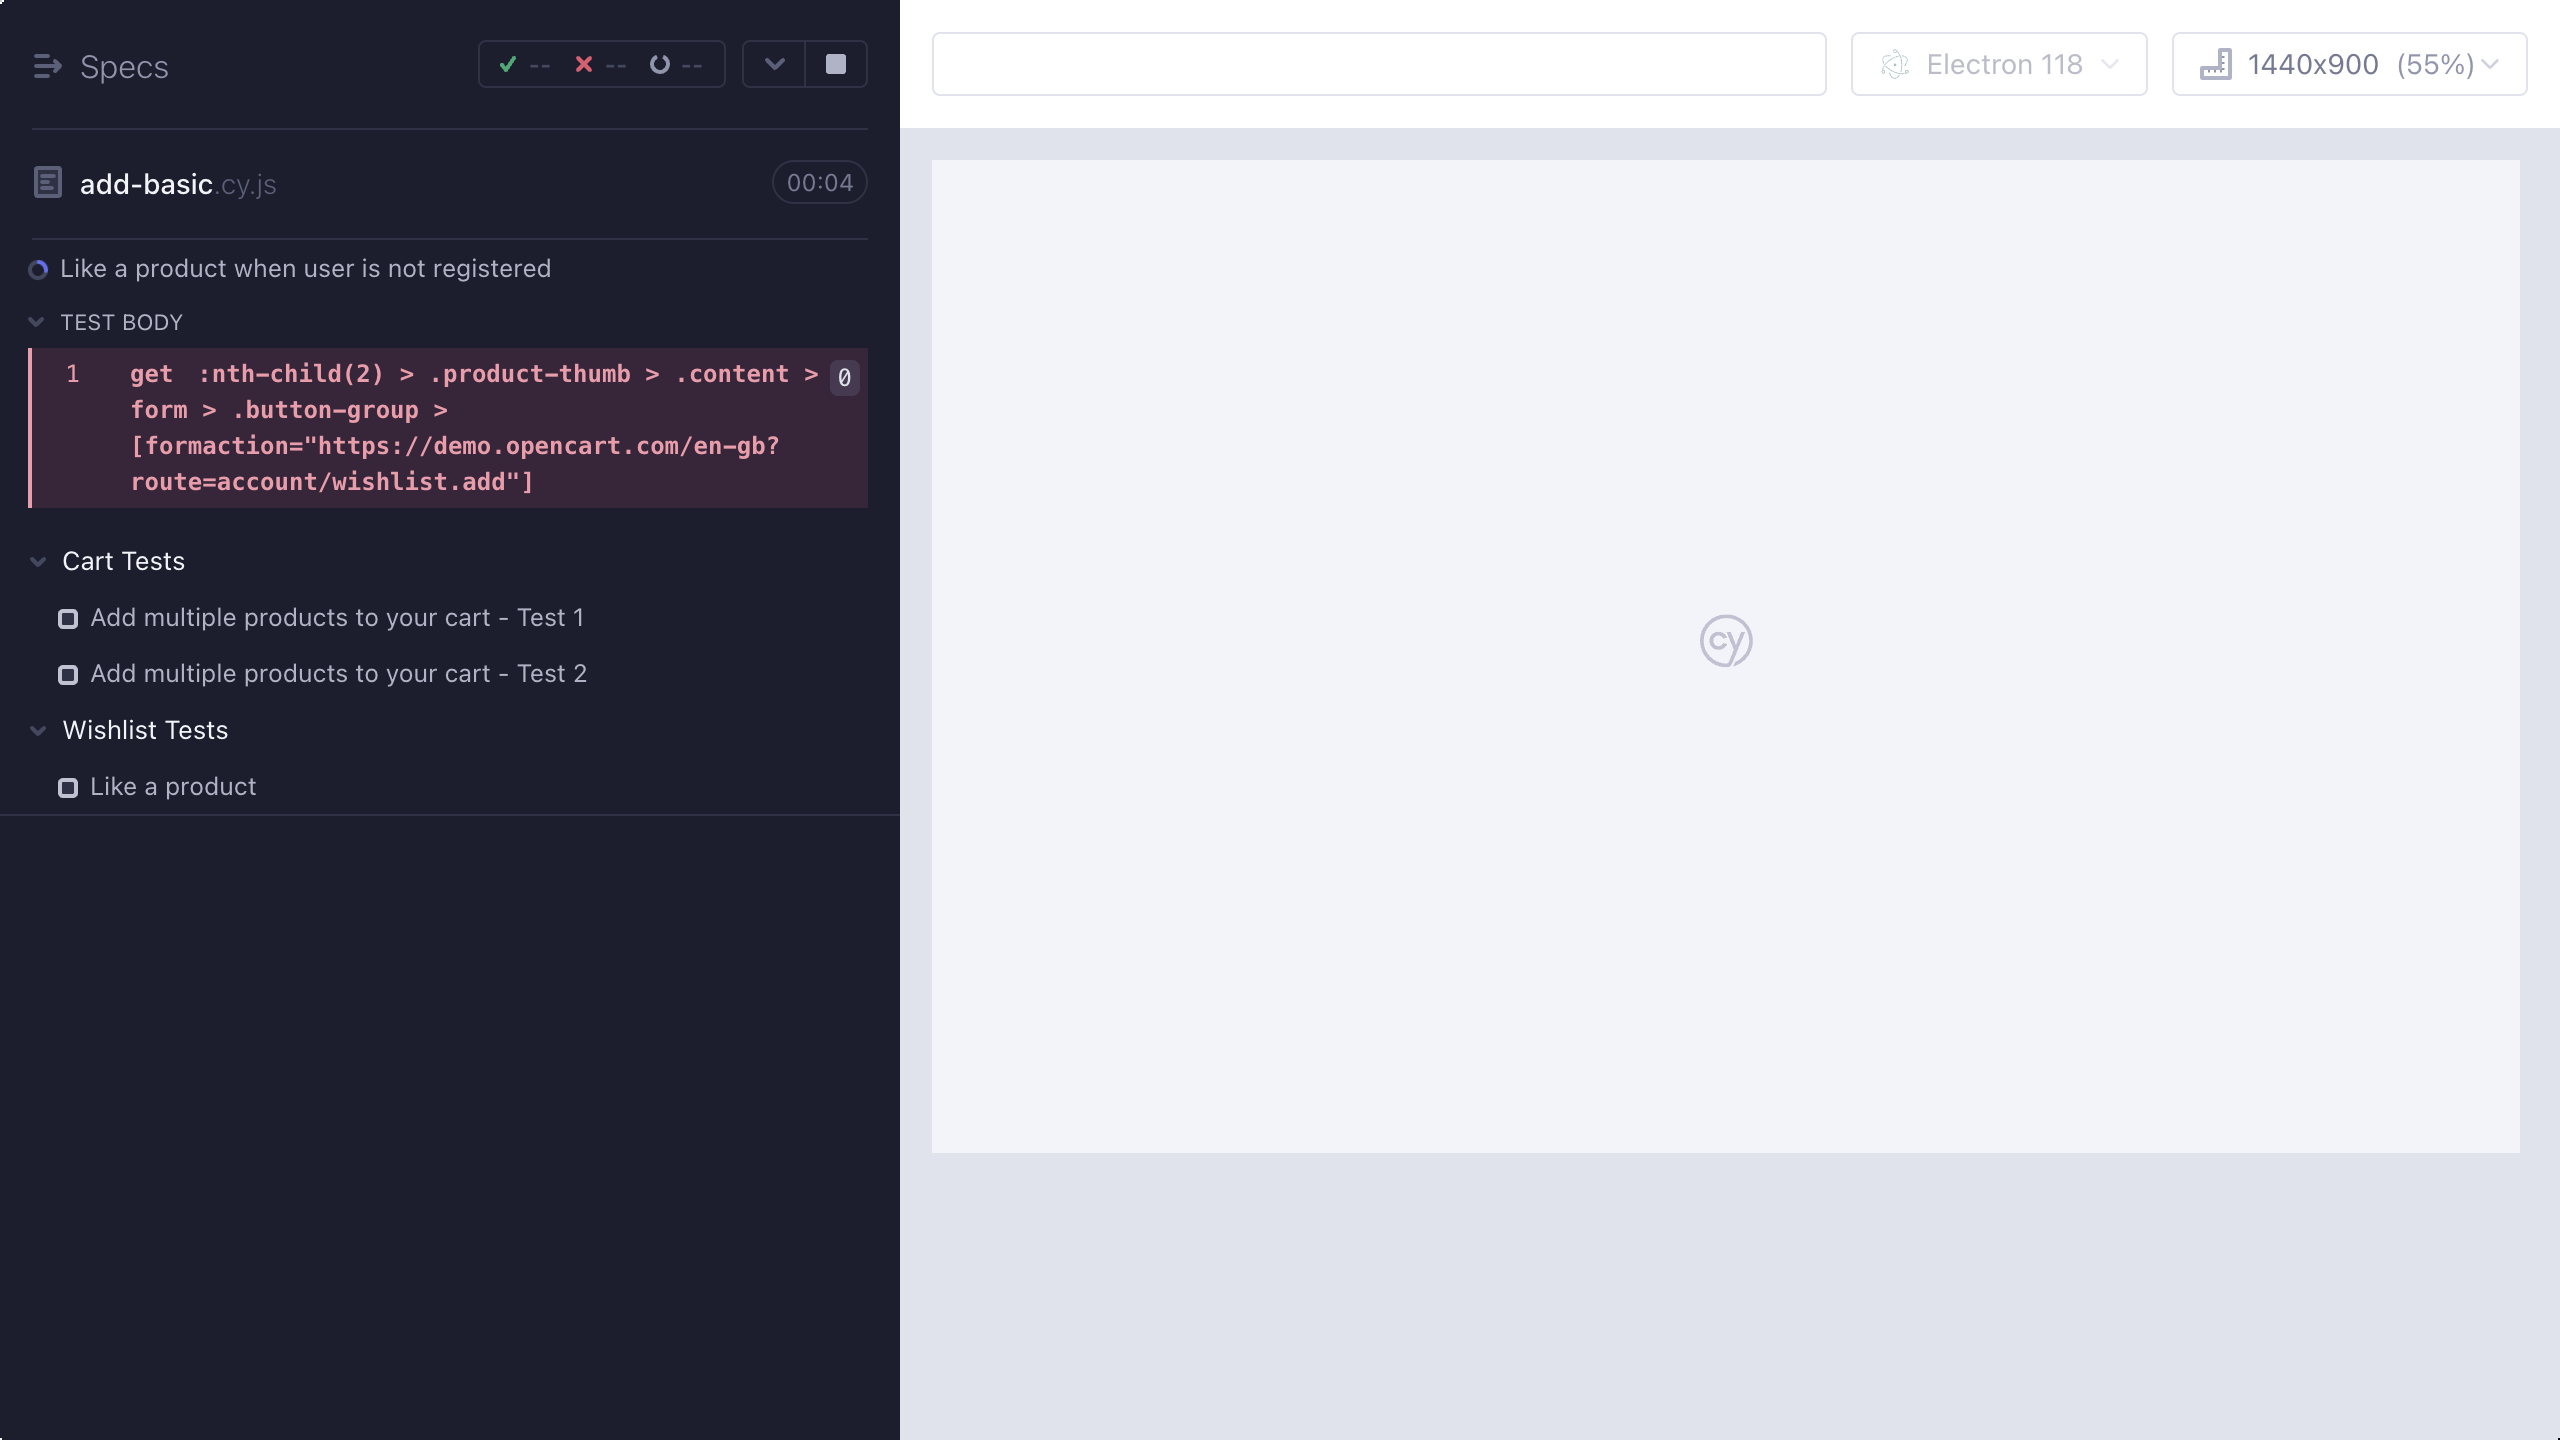 Specs
-- -- --
add-basic.cy.js
00:04
Like a product when user is not registered
TEST BODY
1 get :nth-child(2) > .product-thumb > .content > 0
form > .button-group >
[formaction="https://demo.opencart.com/en-gb?
route=account/wishlist.add"]
Cart Tests
Add multiple products to your cart - Test 1
Add multiple products to your cart - Test 2
Wishlist Tests
Like a product
Electron 118
1440x900 (55%)
cy